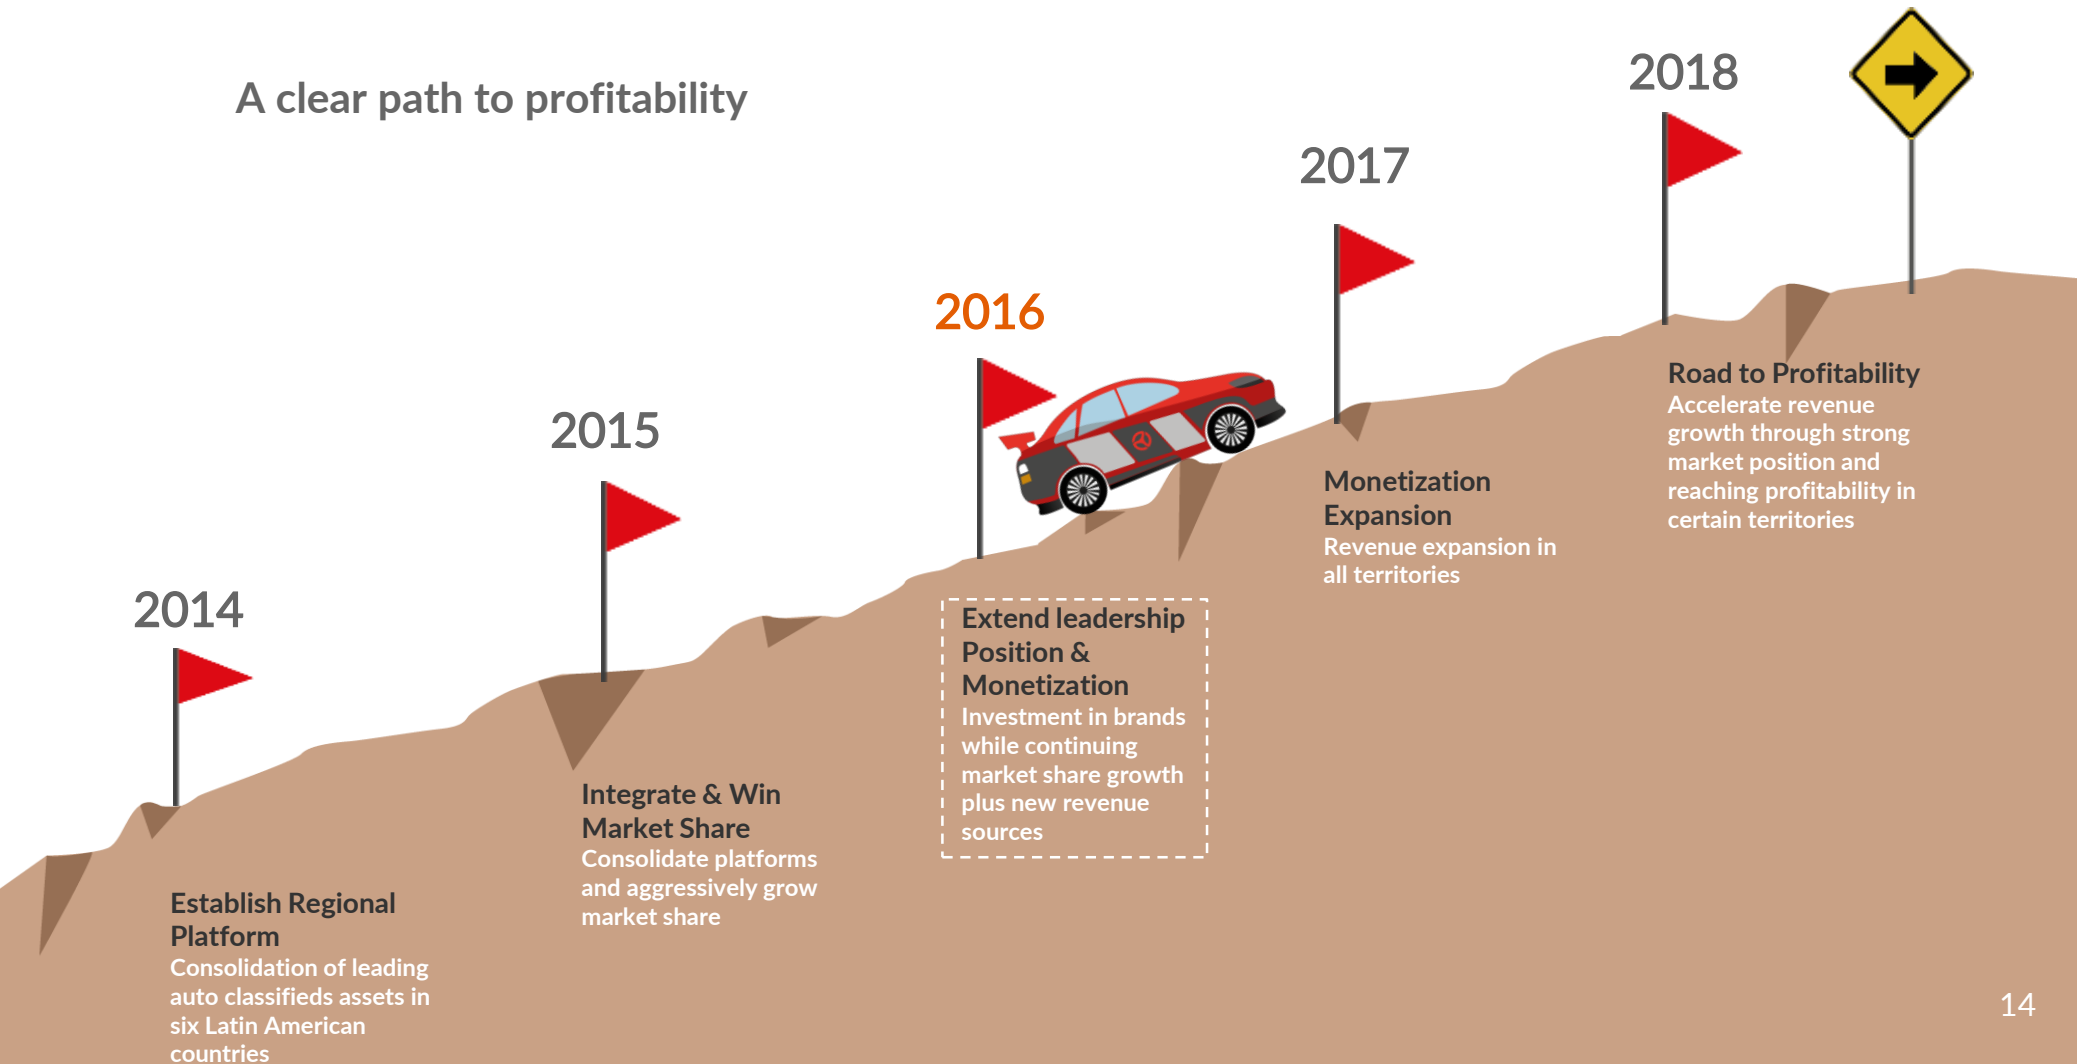 A clear path to profitability
2014
Establish Regional
Platform
Consolidation of leading
auto classifieds assets in
six Latin American
countries
2015
Integrate & Win
Market Share
Consolidate platforms
and aggressively grow
market share
2016
Extend leadership
Position &
Monetization
Investment in brands
while continuing
market share growth
plus new revenue
sources
2017
Monetization
Expansion
Revenue expansion in
all territories
2018
Road to Profitability
Accelerate revenue
growth through strong
market position and
reaching profitability in
certain territories
14